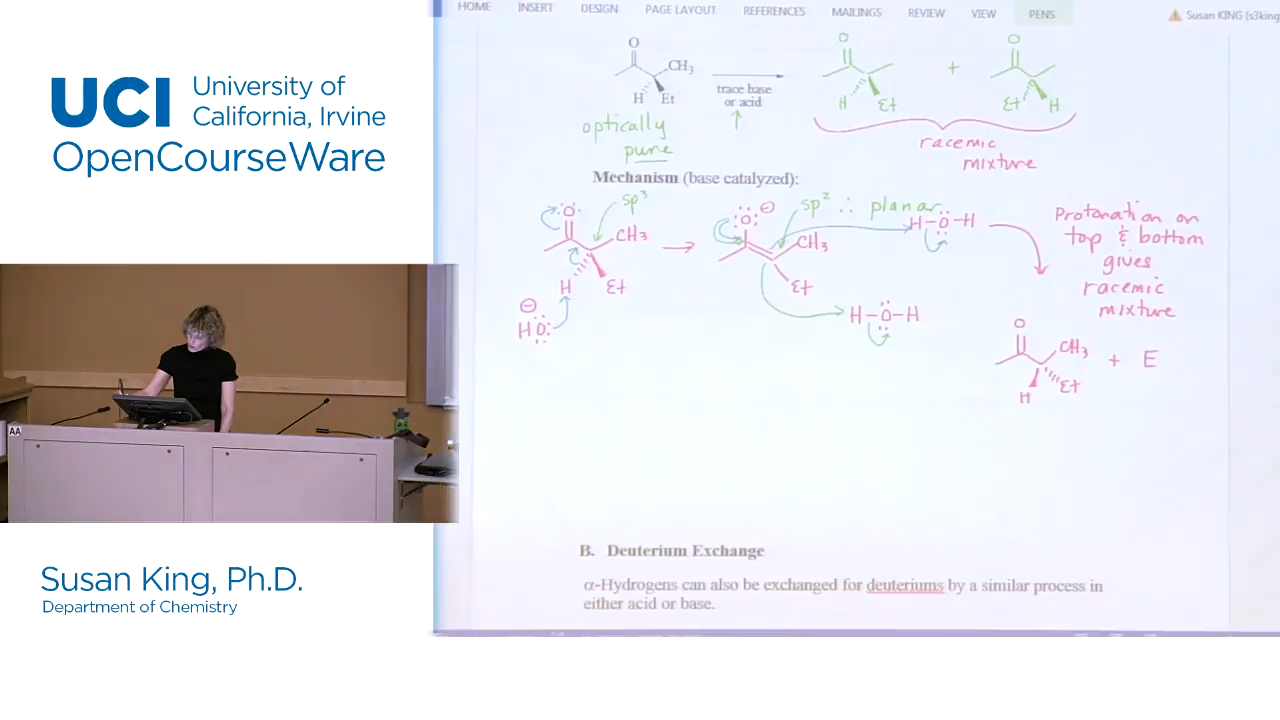 HOME INSERT DESIGN PAGE LAYOUT REFERENCES MAILINGS REVIEW VIEW PENS Susan KING (s3king
UCI University of California, Irvine
OpenCourseWare
O O O
CH₃ + 
H Et trace base or acid H Et Et H
optically pure
racemic mixture
Mechanism (base catalyzed):
sp³ sp² ∴ planar
O O ⊖ H–O–H
CH₃ → CH₃
H Et Et
⊖ HO: H–O–H
Protonation on
top & bottom
gives
racemic
mixture
O
CH₃ + E
H Et
AA
Susan King, Ph.D.
Department of Chemistry
B. Deuterium Exchange
α-Hydrogens can also be exchanged for deuteriums by a similar process in
either acid or base.